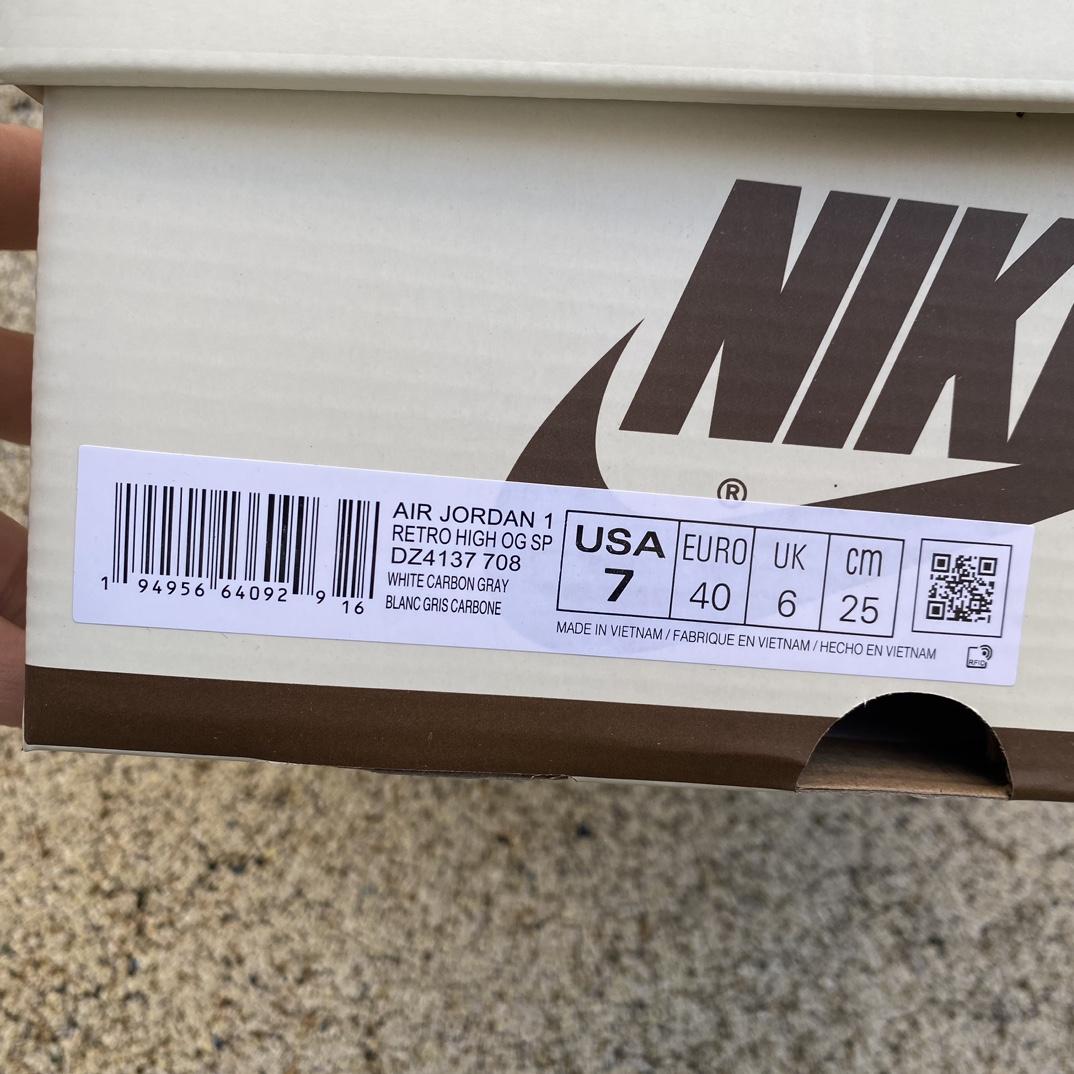 NIK
®
AIR JORDAN 1
RETRO HIGH OG SP
DZ4137 708
WHITE CARBON GRAY
BLANC GRIS CARBONE
1 94956 64092 9 16
USA EURO UK cm
7 40 6 25
MADE IN VIETNAM / FABRIQUE EN VIETNAM / HECHO EN VIETNAM
RFID